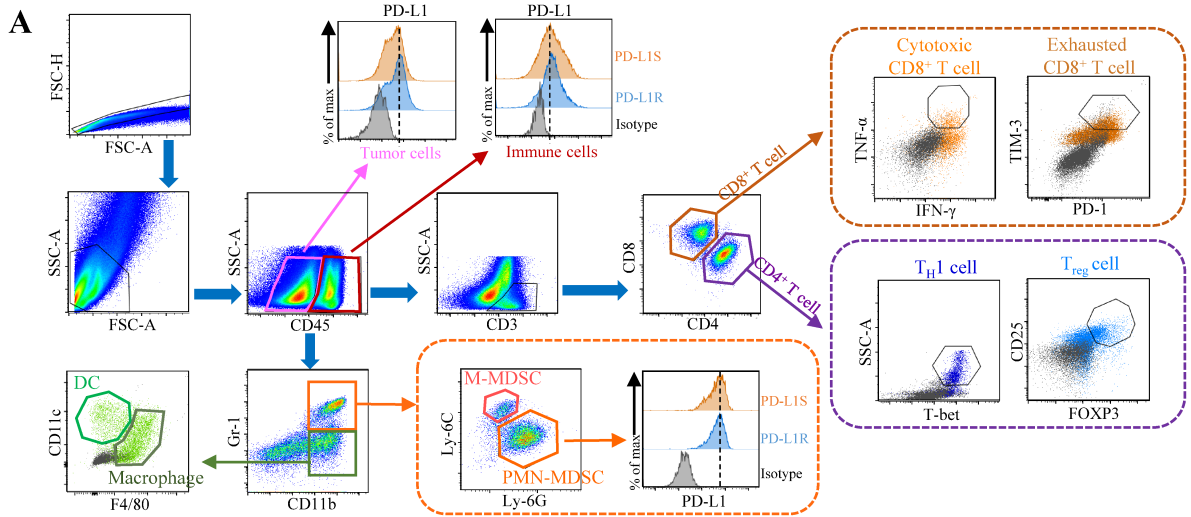 A
FSC-H
FSC-A
PD-L1
% of max
PD-L1S
PD-L1R
Isotype
Tumor cells
PD-L1
% of max
Immune cells
SSC-A
FSC-A
SSC-A
CD45
SSC-A
CD3
CD8
CD4
CD8⁺ T cell
CD4⁺ T cell
Cytotoxic
CD8⁺ T cell
TNF-α
IFN-γ
Exhausted
CD8⁺ T cell
TIM-3
PD-1
T_H1 cell
SSC-A
T-bet
T_reg cell
CD25
FOXP3
DC
CD11c
Macrophage
F4/80
Gr-1
CD11b
M-MDSC
Ly-6C
PMN-MDSC
Ly-6G
% of max
PD-L1S
PD-L1R
Isotype
PD-L1